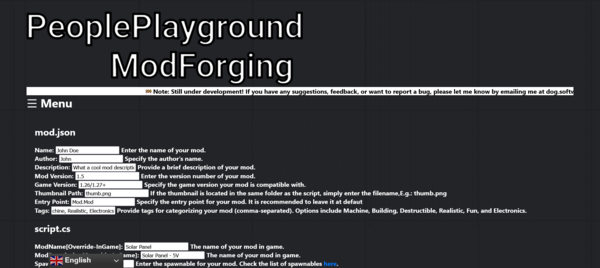 PeoplePlayground
ModForging
Note: Still under development! If you have any suggestions, feedback, or want to report a bug, please let me know by emailing me at dog.softw
☰ Menu
mod.json
Name: John Doe Enter the name of your mod.
Author: John Specify the author's name.
Description: What a cool mod descriptio Provide a brief description of your mod.
Mod Version: 1.5 Enter the version number of your mod.
Game Version: 1.26/1.27+ Specify the game version your mod is compatible with.
Thumbnail Path: thumb.png If the thumbnail is located in the same folder as the script, simply enter the filename,E.g.: thumb.png
Entry Point: Mod.Mod Specify the entry point for your mod. It is recommended to leave it at default
Tags: chine, Realistic, Electronics Provide tags for categorizing your mod (comma-separated). Options include Machine, Building, Destructible, Realistic, Fun, and Electronics.
script.cs
ModName[Override-InGame]: Solar Panel The name of your mod in game.
Mod Solar Panel - 5V The name of your mod in game.
Spaw Enter the spawnable for your mod. Check the list of spawnables here.
English